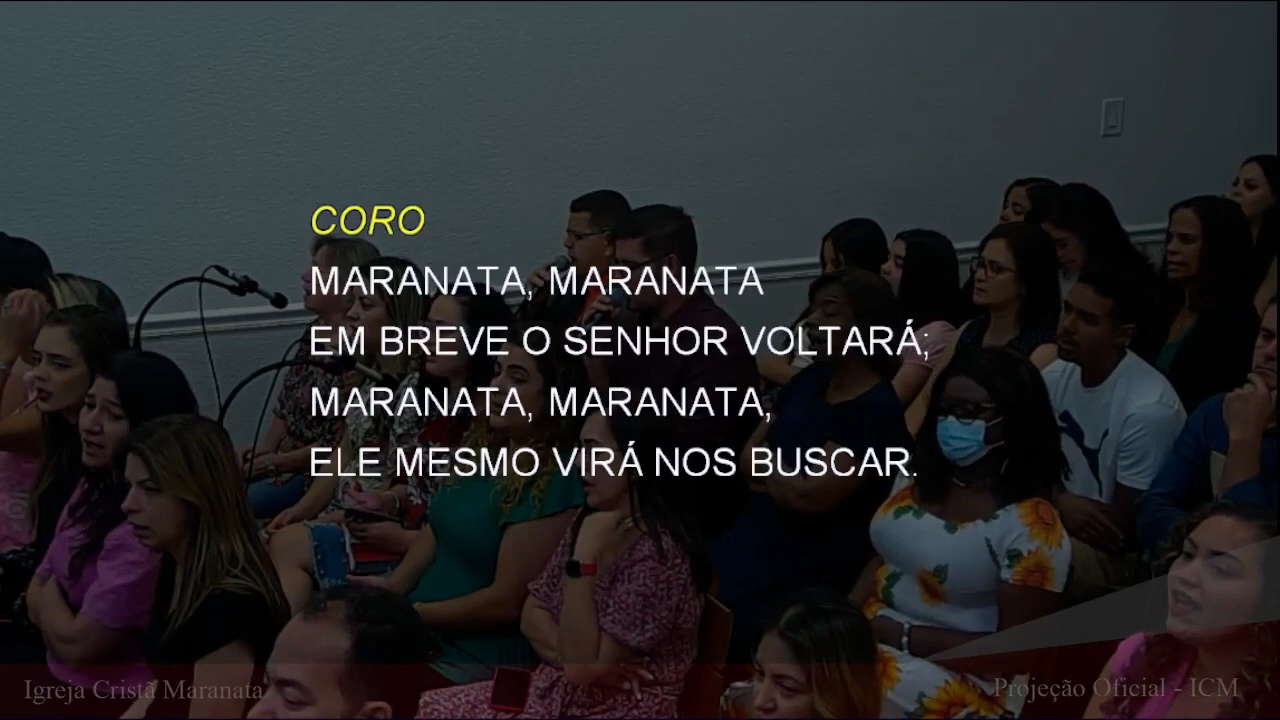 CORO
MARANATA, MARANATA
EM BREVE O SENHOR VOLTARÁ;
MARANATA, MARANATA,
ELE MESMO VIRÁ NOS BUSCAR.
Igreja Cristã Maranata
Projeção Oficial - ICM